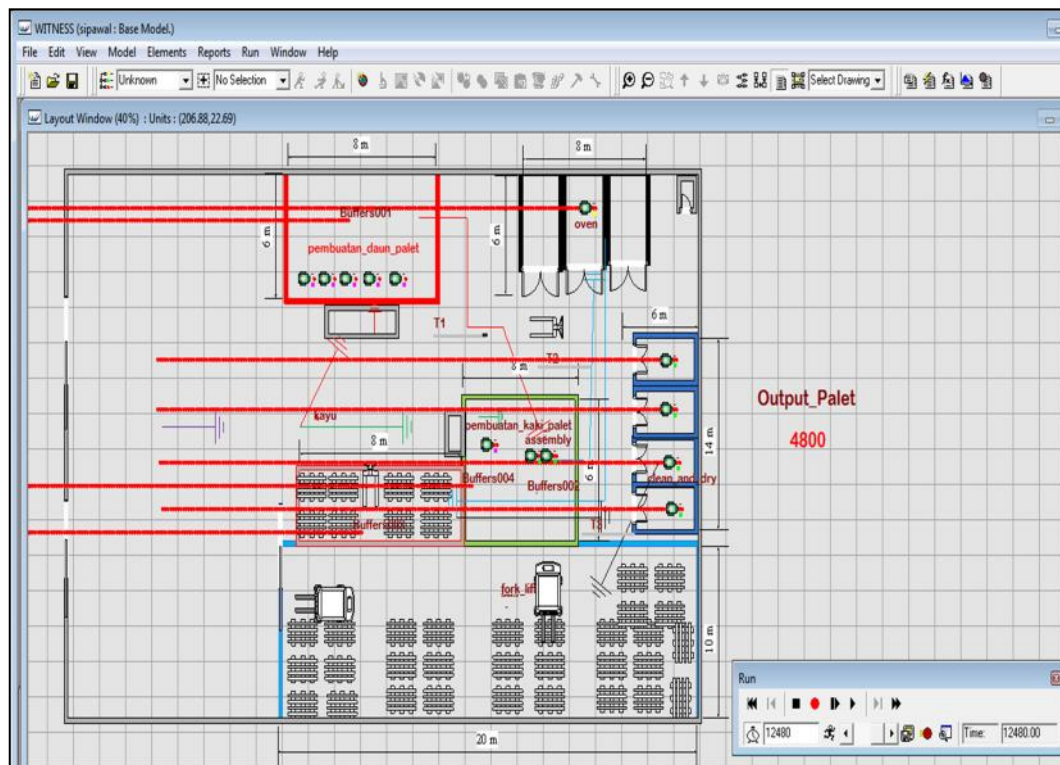 WITNESS (sipawal : Base Model.)
File Edit View Model Elements Reports Run Window Help
Unknown No Selection Select Drawing
Layout Window (40%) : Units : (206.88,22.69)
8 m
8 m
Buffers001
oven
pembuatan_daun_palet
6 m
6 m
6 m
T1
T2
8 m
Output_Palet
4800
kayu
pembuatan_kaki_palet
assembly
8 m
14 m
6 m
Buffers004
Buffers002
clean_and_dry
T3
fork_lift
10 m
20 m
Run
12480 Time: 12480.00